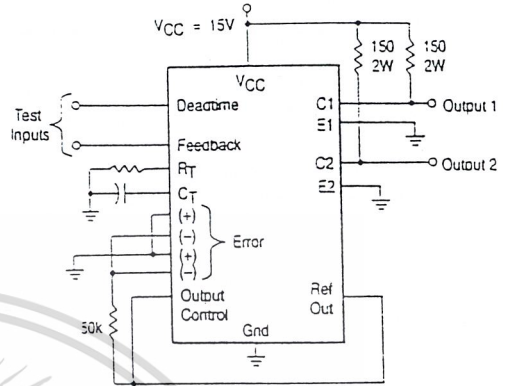 VCC = 15V
150
2W
150
2W
VCC
Test
Inputs
Deadtime
Feedback
RT
CT
(+)
(−)
(+)
(−)
Error
C1
E1
C2
E2
Output 1
Output 2
Output
Control
Ref
Out
Gnd
50k